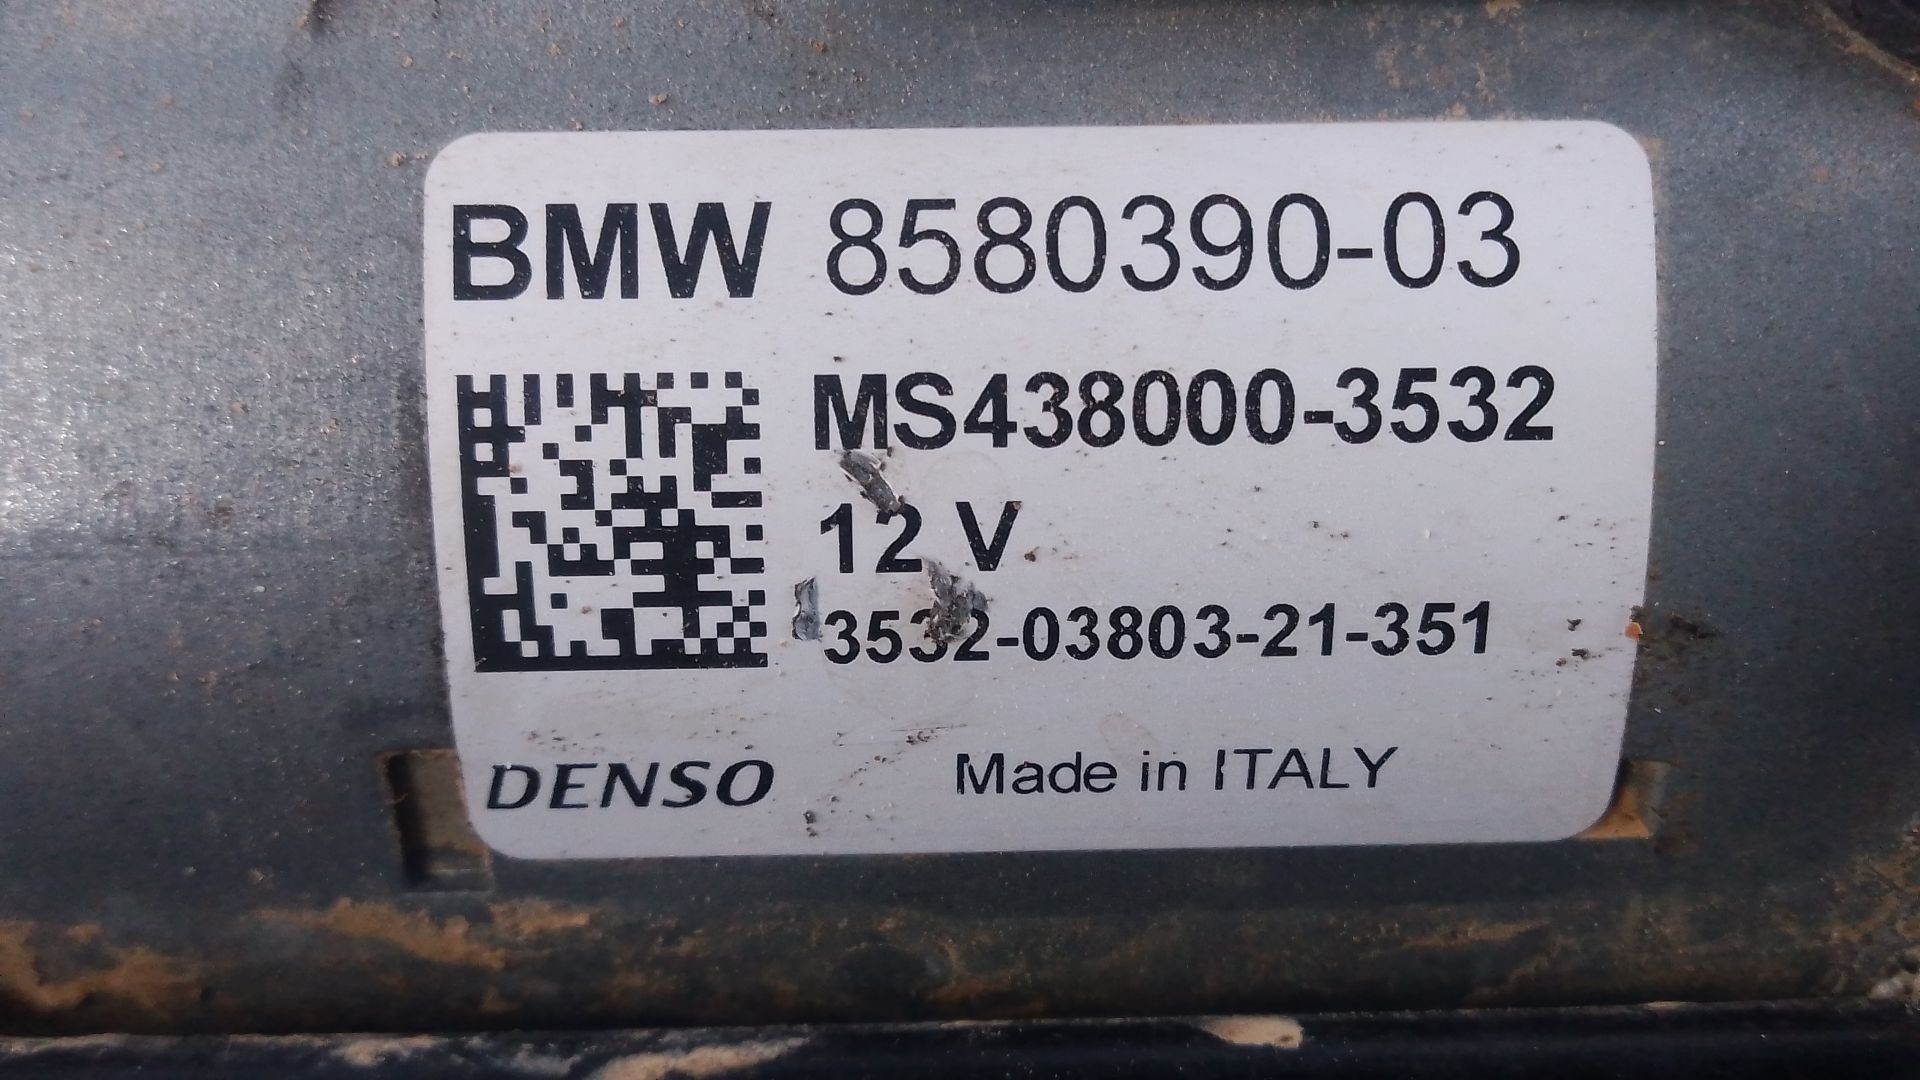 BMW 8580390-03
MS438000-3532
12 V
3532-03803-21-351
DENSO
Made in ITALY